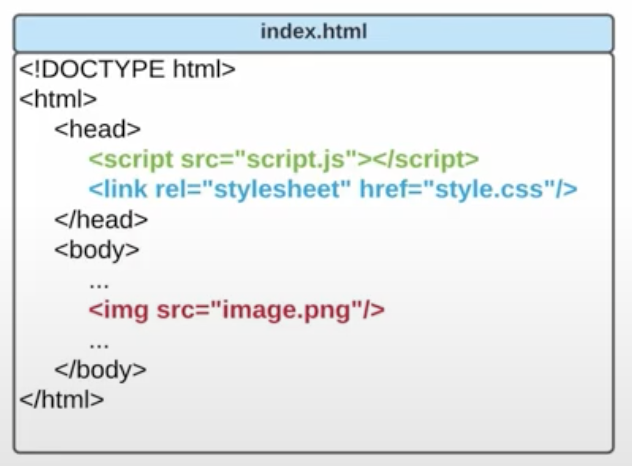 index.html
<!DOCTYPE html>
<html>
<head>
<script src="script.js"></script>
<link rel="stylesheet" href="style.css"/>
</head>
<body>
...
<img src="image.png"/>
...
</body>
</html>